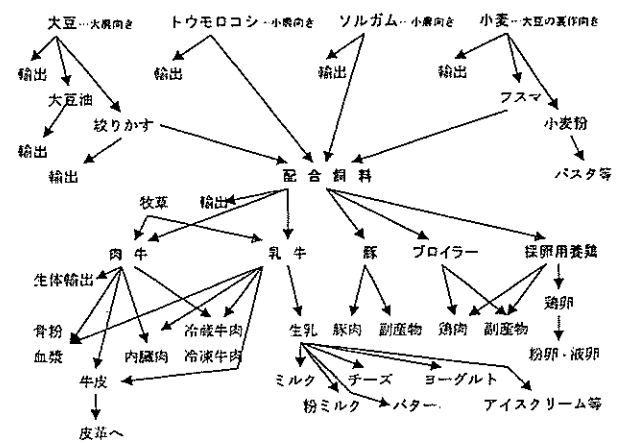 大豆…大農向き トウモロコシ…小農向き ソルガム…小農向き 小麦…大豆の裏作向き
輸出 輸出 輸出 輸出
大豆油 フスマ
絞りかす 小麦粉
輸出
輸出
配合飼料 パスタ等
牧草 輸出
肉牛 乳牛 豚 ブロイラー 採卵用養鶏
生体輸出
鶏卵
骨粉 冷蔵牛肉 生乳 豚肉 副産物 鶏肉 副産物
血漿 内臓肉 冷凍牛肉 粉卵・液卵
牛皮 ミルク チーズ ヨーグルト
粉ミルク バター アイスクリーム等
皮革へ